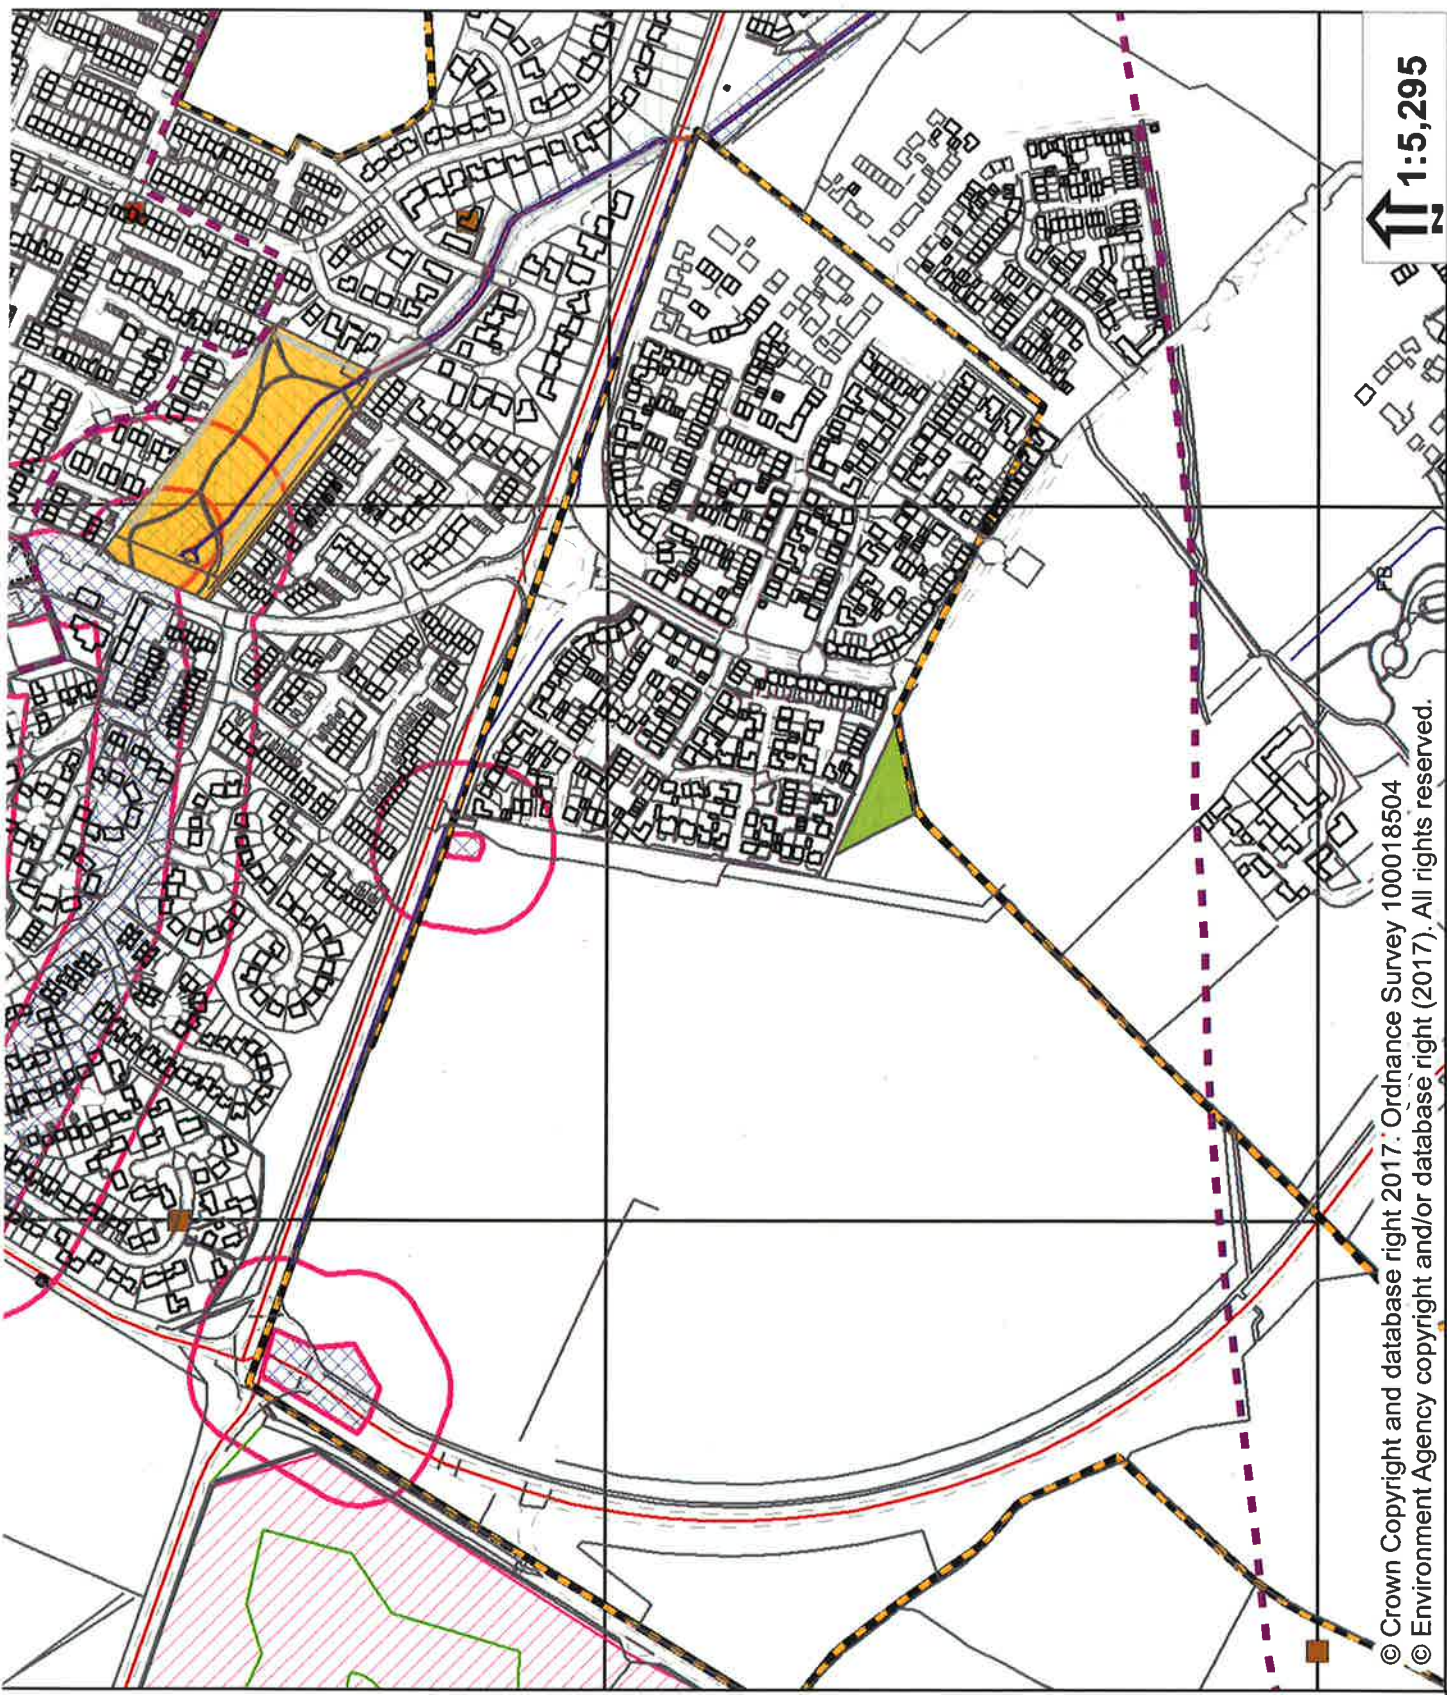 1:5,295
N
FB
© Crown Copyright and database right 2017. Ordnance Survey 100018504
© Environment Agency copyright and/or database right (2017). All rights reserved.